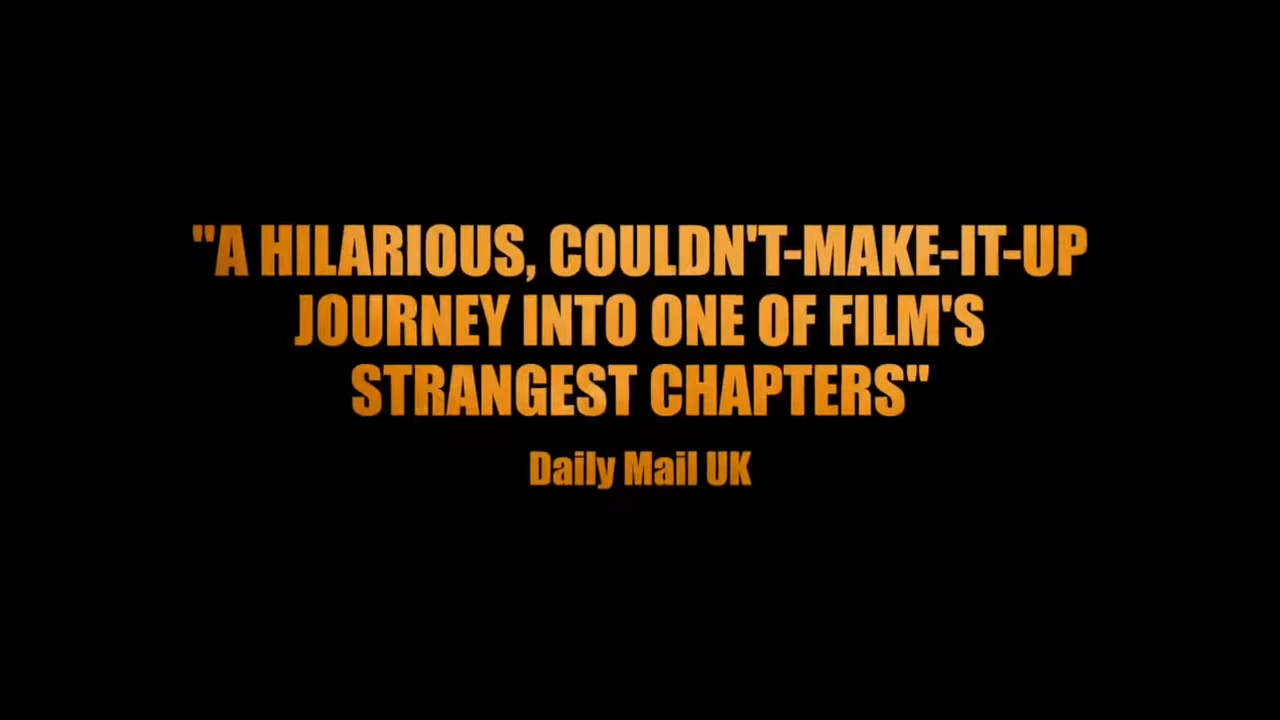 "A HILARIOUS, COULDN'T-MAKE-IT-UP
JOURNEY INTO ONE OF FILM'S
STRANGEST CHAPTERS"
Daily Mail UK